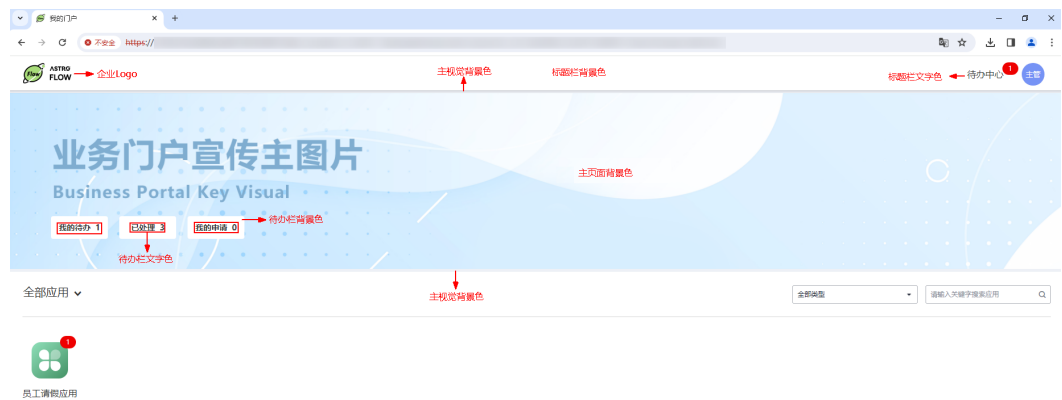 我的门户
不安全 https://
Flow ASTRO FLOW 企业Logo 主视觉背景色 标题栏背景色 标题栏文字色 待办中心 1 主管
业务门户宣传主图片
主页面背景色
Business Portal Key Visual
我的待办 1 已处理 3 我的申请 0 待办栏背景色
待办栏文字色
全部应用 主视觉背景色 全部类型 请输入关键字搜索应用
1
员工请假应用